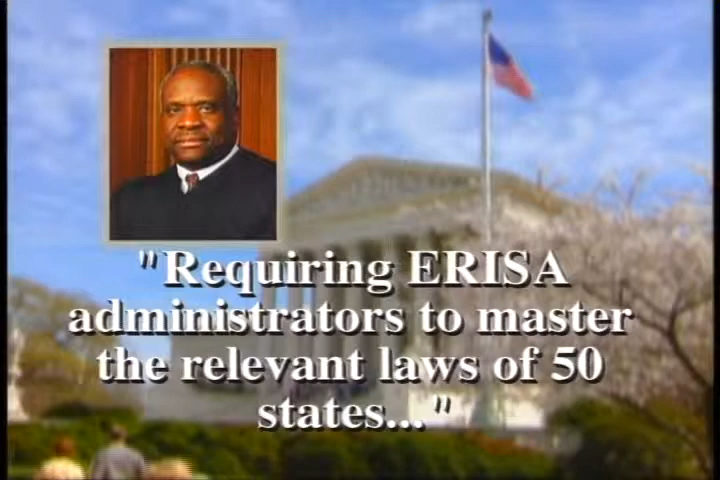 "Requiring ERISA
administrators to master
the relevant laws of 50
states..."